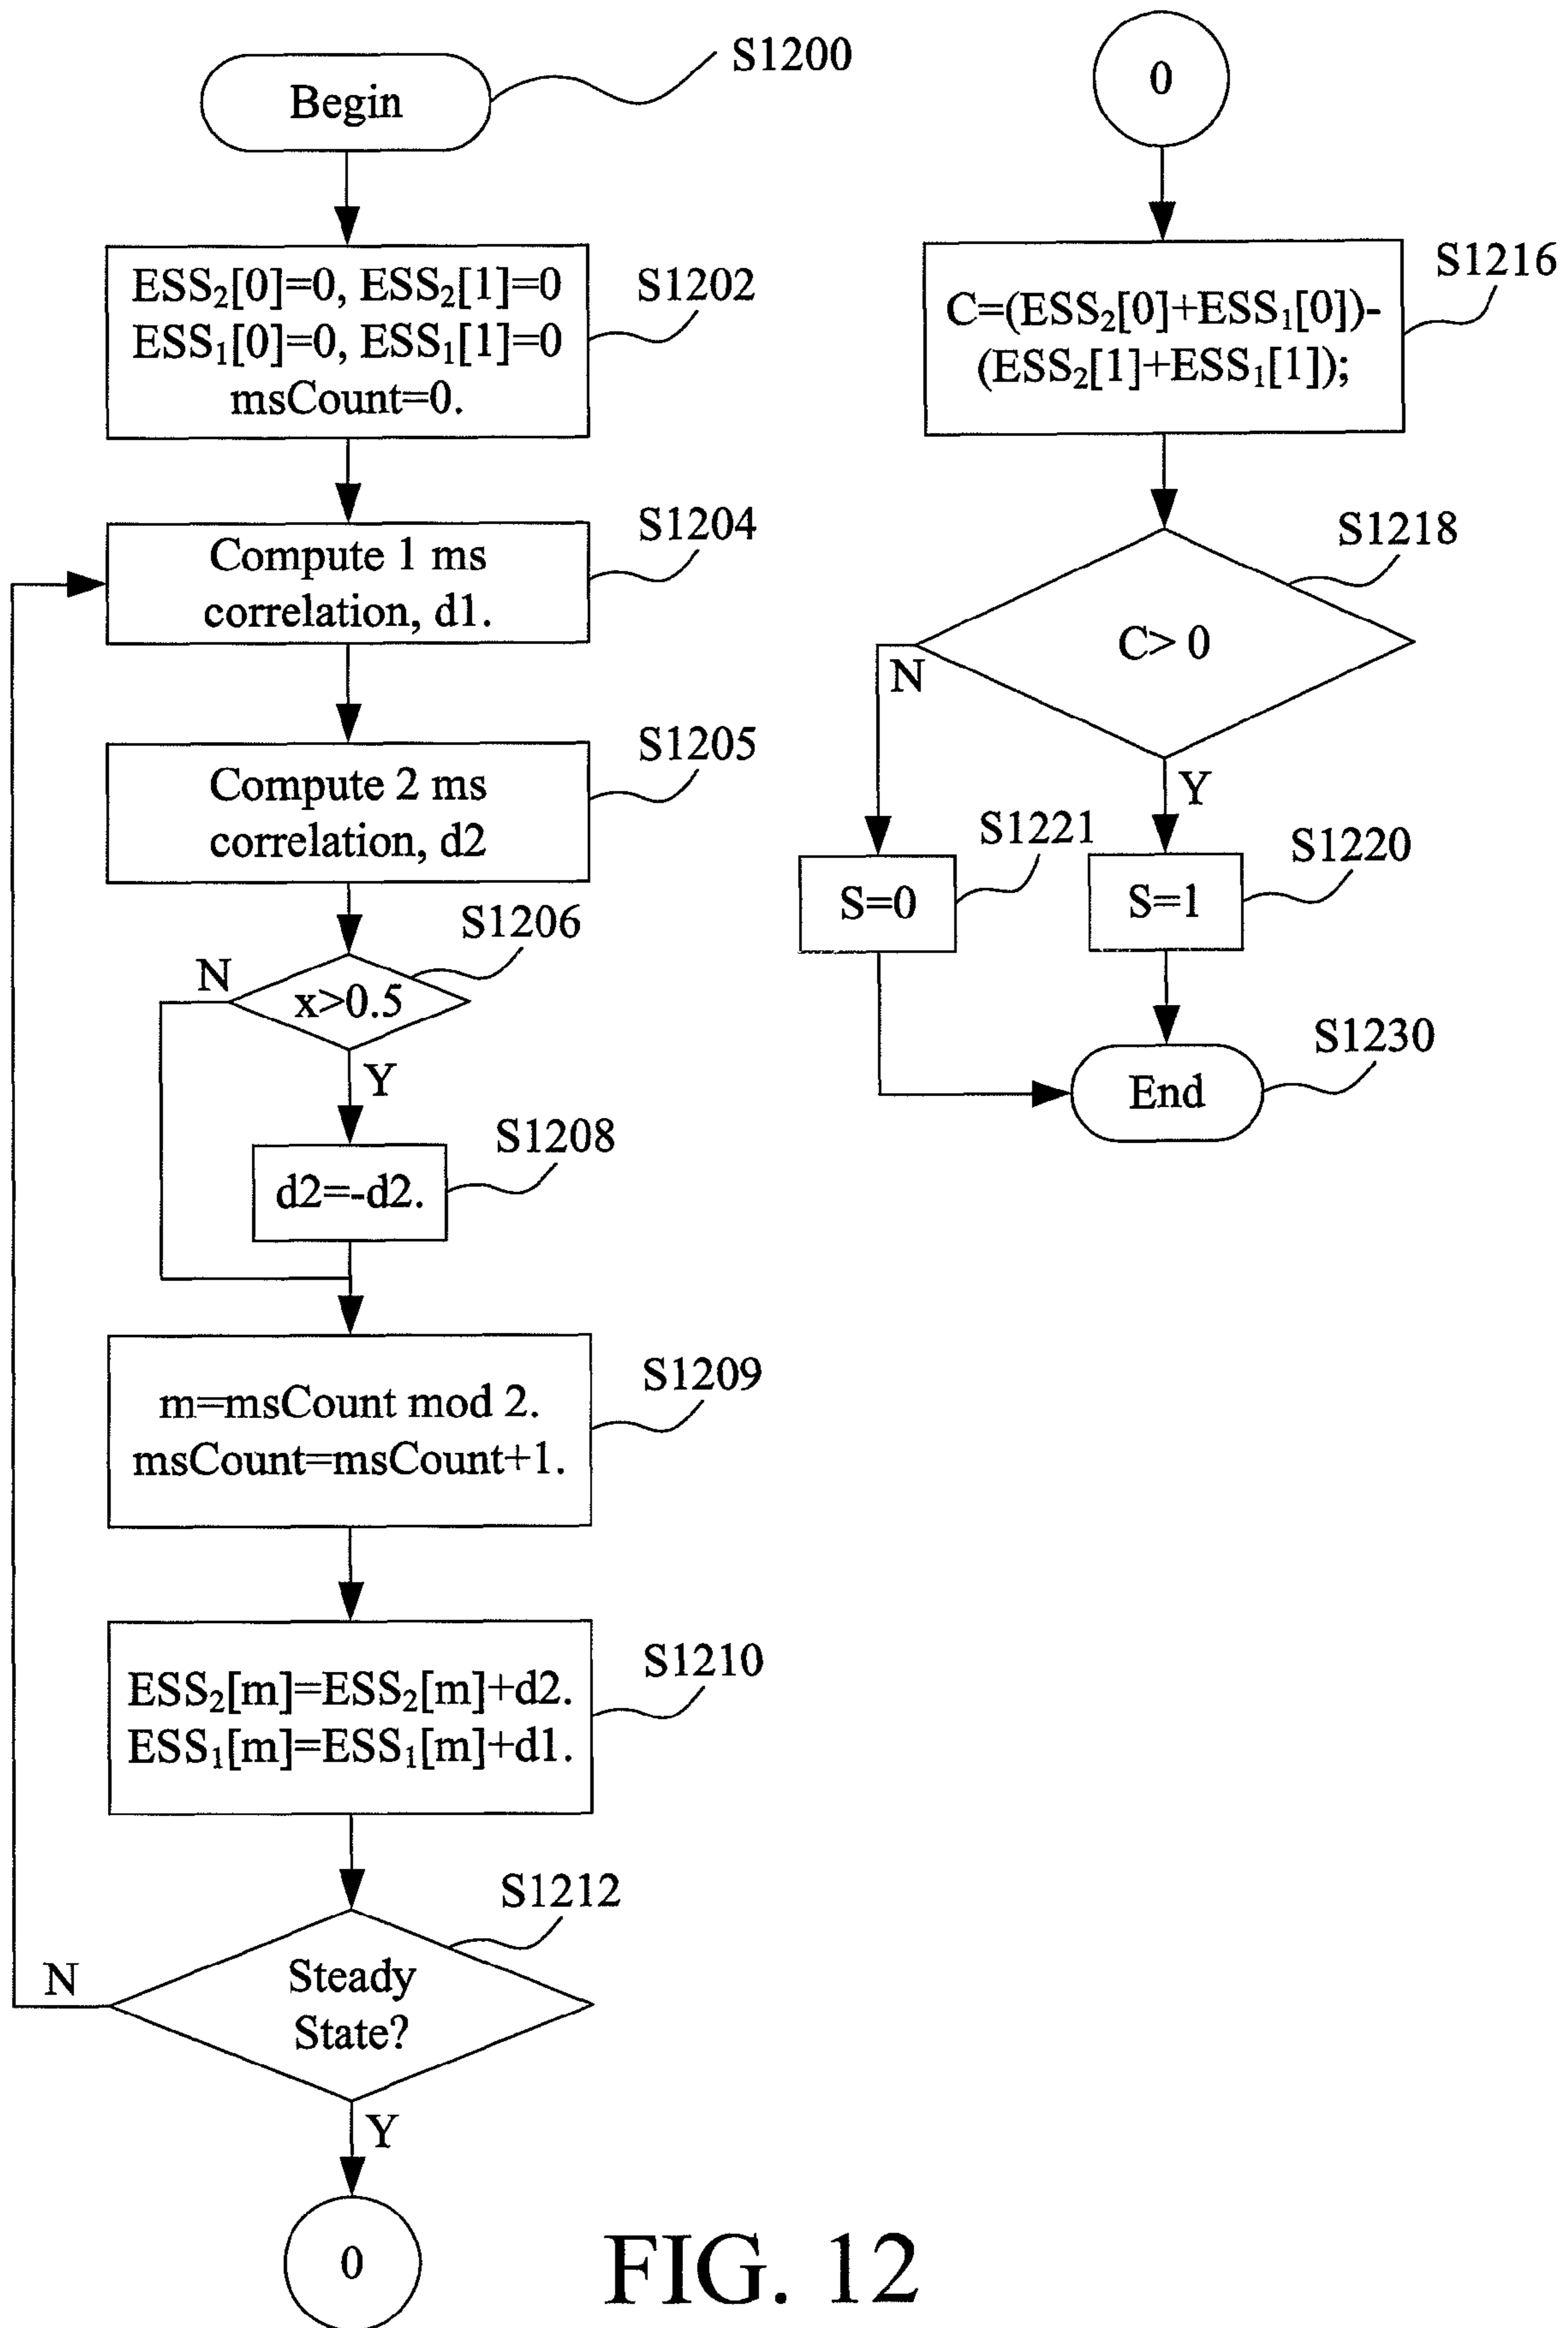 S1200
Begin
ESS₂[0]=0, ESS₂[1]=0
ESS₁[0]=0, ESS₁[1]=0
msCount=0.
S1202
Compute 1 ms
correlation, d1.
S1204
Compute 2 ms
correlation, d2
S1205
S1206
N
x>0.5
Y
S1208
d2=-d2.
S1209
m=msCount mod 2.
msCount=msCount+1.
S1210
ESS₂[m]=ESS₂[m]+d2.
ESS₁[m]=ESS₁[m]+d1.
S1212
N
Steady
State?
Y
0
0
S1216
C=(ESS₂[0]+ESS₁[0])-
(ESS₂[1]+ESS₁[1]);
S1218
C> 0
N
Y
S1221
S=0
S1220
S=1
S1230
End
FIG. 12